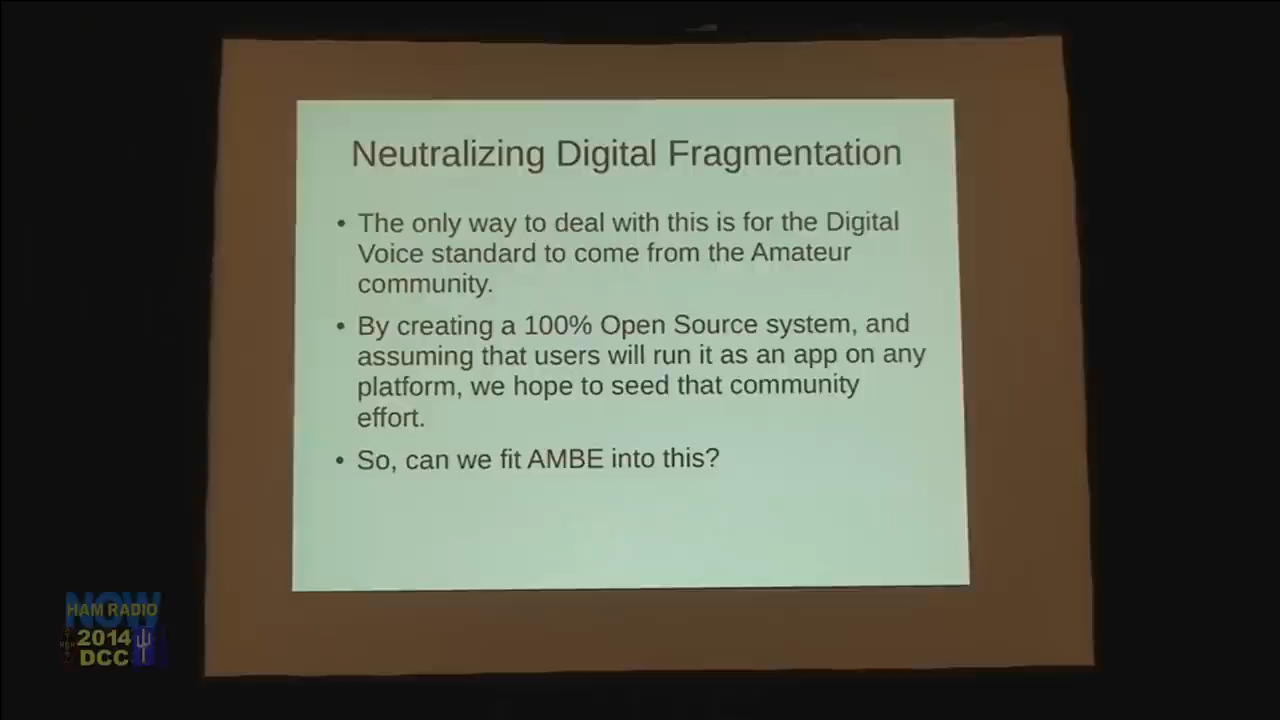 Neutralizing Digital Fragmentation
• The only way to deal with this is for the Digital
Voice standard to come from the Amateur
community.
• By creating a 100% Open Source system, and
assuming that users will run it as an app on any
platform, we hope to seed that community
effort.
• So, can we fit AMBE into this?
NOW
HAM RADIO
2014
DCC